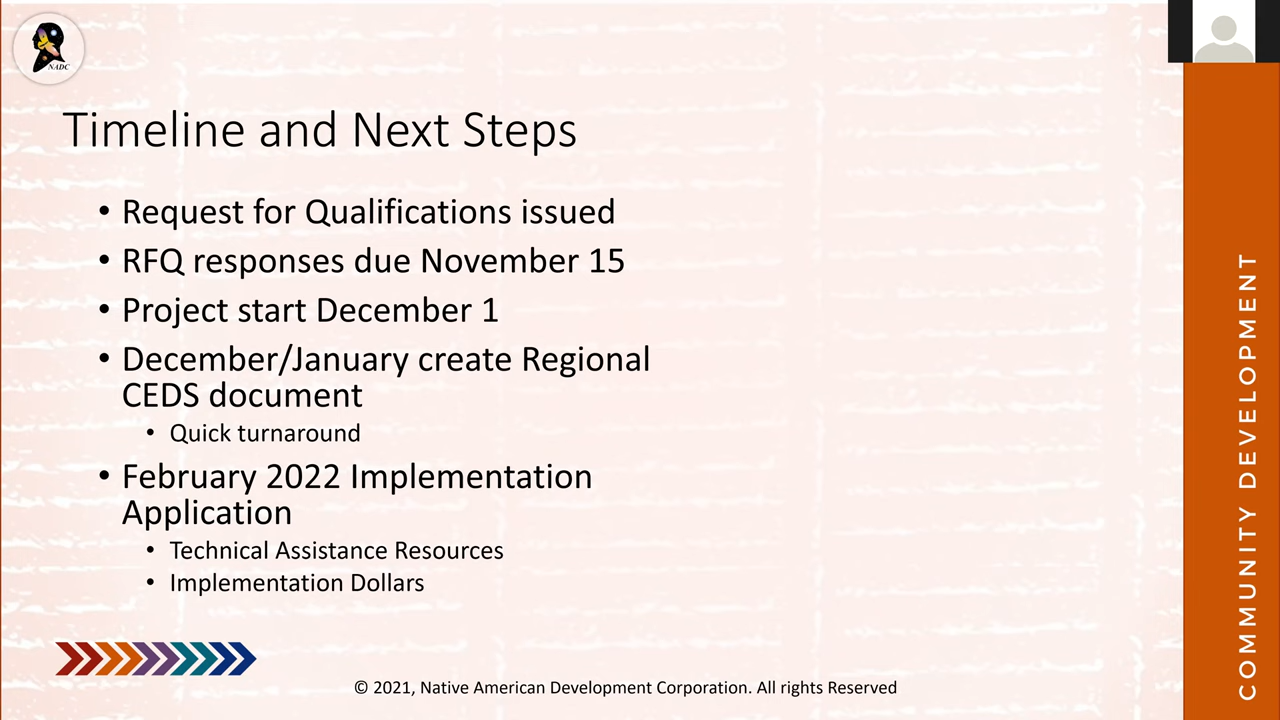 NADC
Timeline and Next Steps
• Request for Qualifications issued
• RFQ responses due November 15
• Project start December 1
• December/January create Regional
CEDS document
• Quick turnaround
• February 2022 Implementation
Application
• Technical Assistance Resources
• Implementation Dollars
© 2021, Native American Development Corporation. All rights Reserved
COMMUNITY DEVELOPMENT